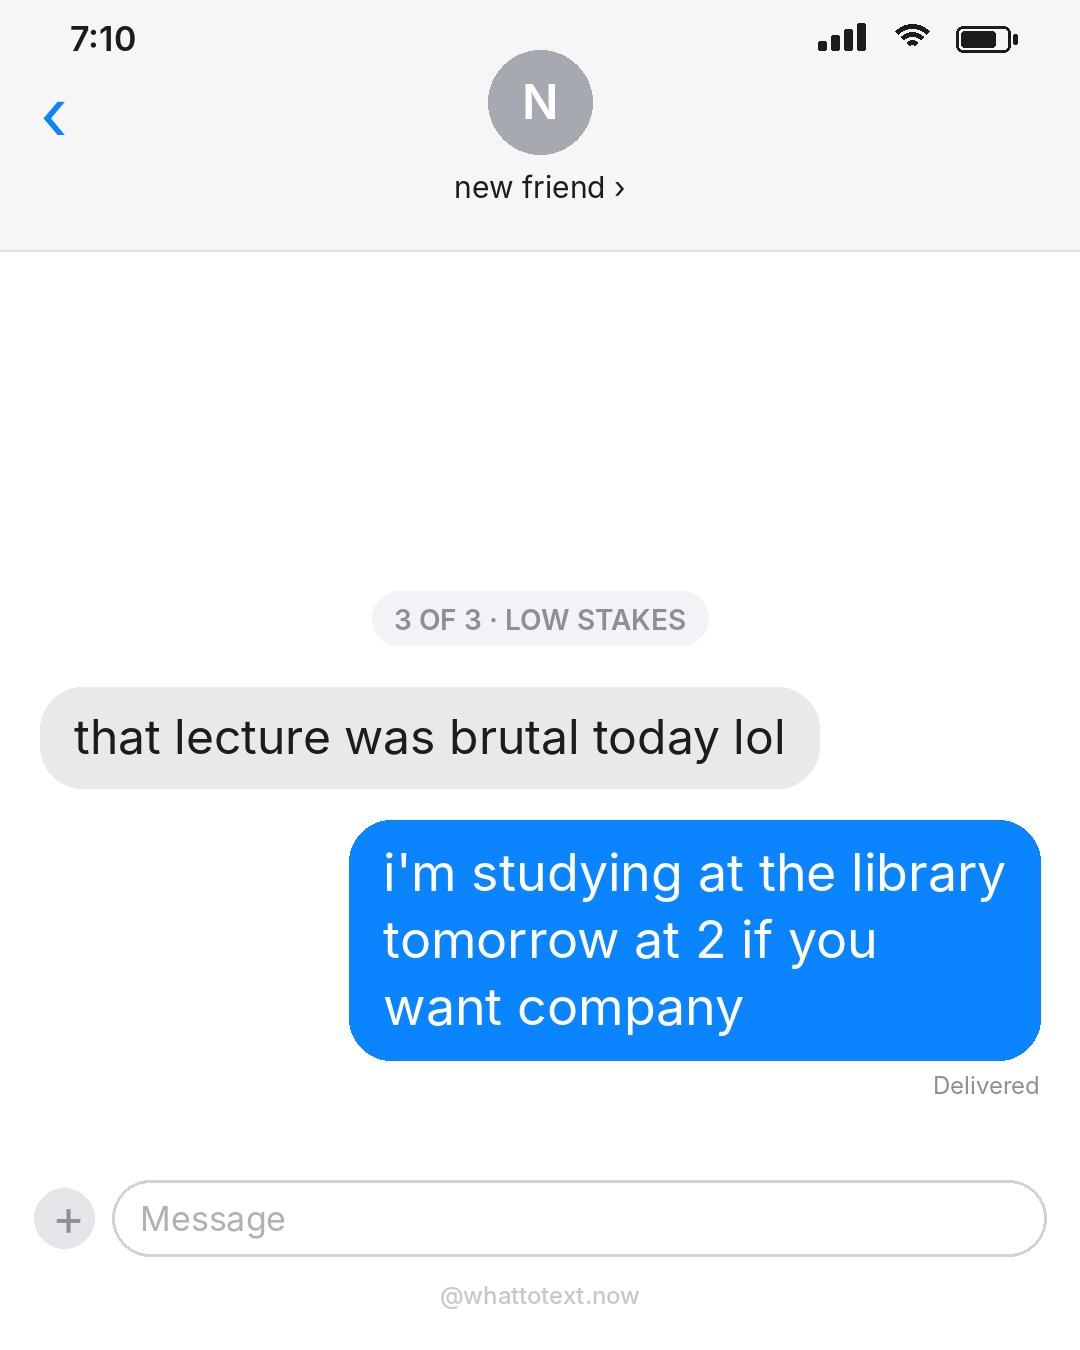 7:10
N
new friend ›
3 OF 3 · LOW STAKES
that lecture was brutal today lol
i'm studying at the library
tomorrow at 2 if you
want company
Delivered
+
Message
@whattotext.now